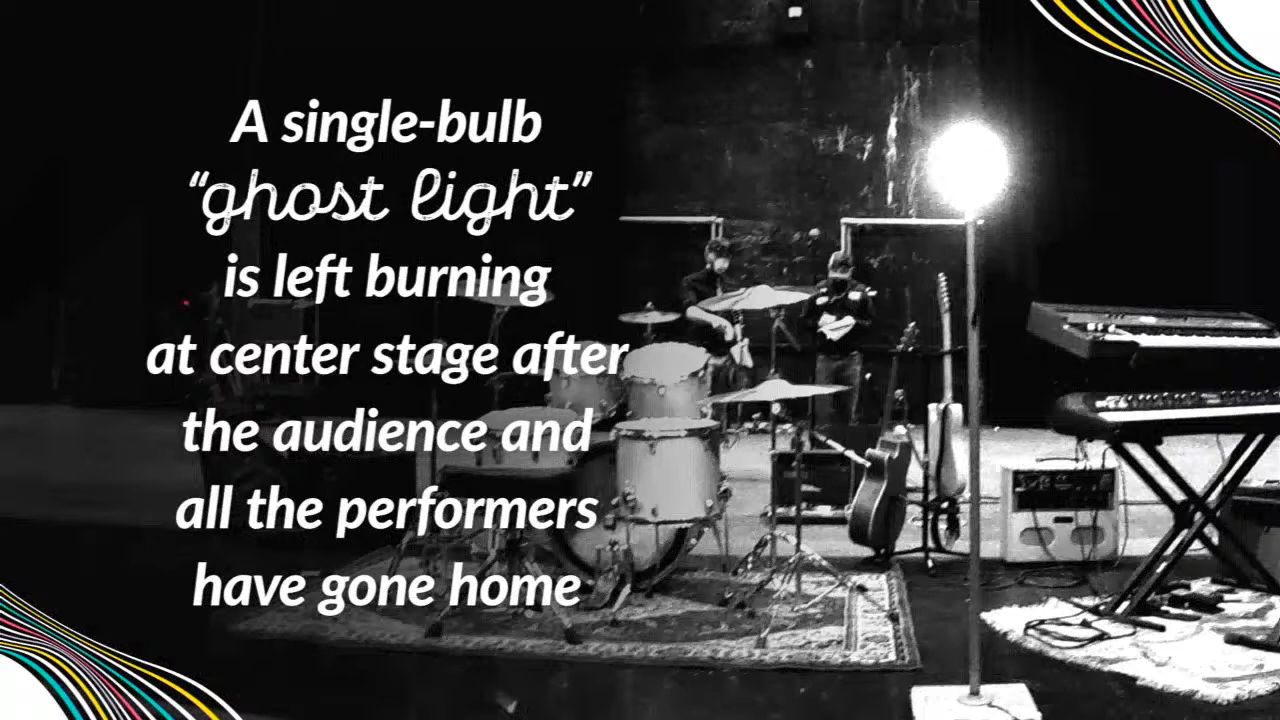 A single-bulb
“ghost light”
is left burning
at center stage after
the audience and
all the performers
have gone home